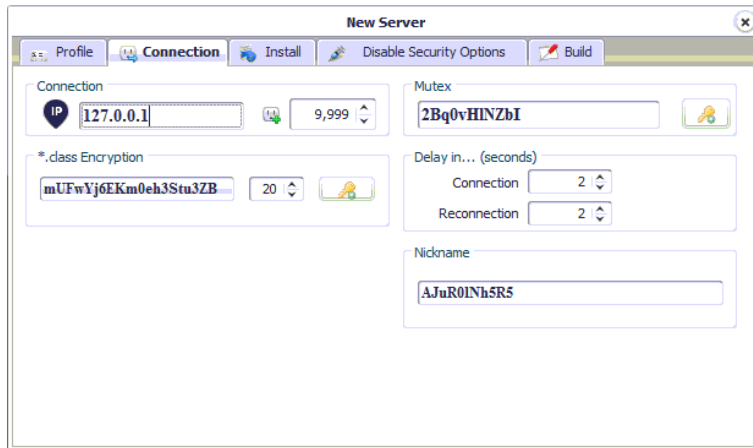 New Server
Profile
Connection
Install
Disable Security Options
Build
Connection
IP
127.0.0.1
9,999
Mutex
2Bq0vHlNZbI
*.class Encryption
mUFwYj6EKm0eh3Stu3ZB
20
Delay in... (seconds)
Connection
2
Reconnection
2
Nickname
AJuR0lNh5R5